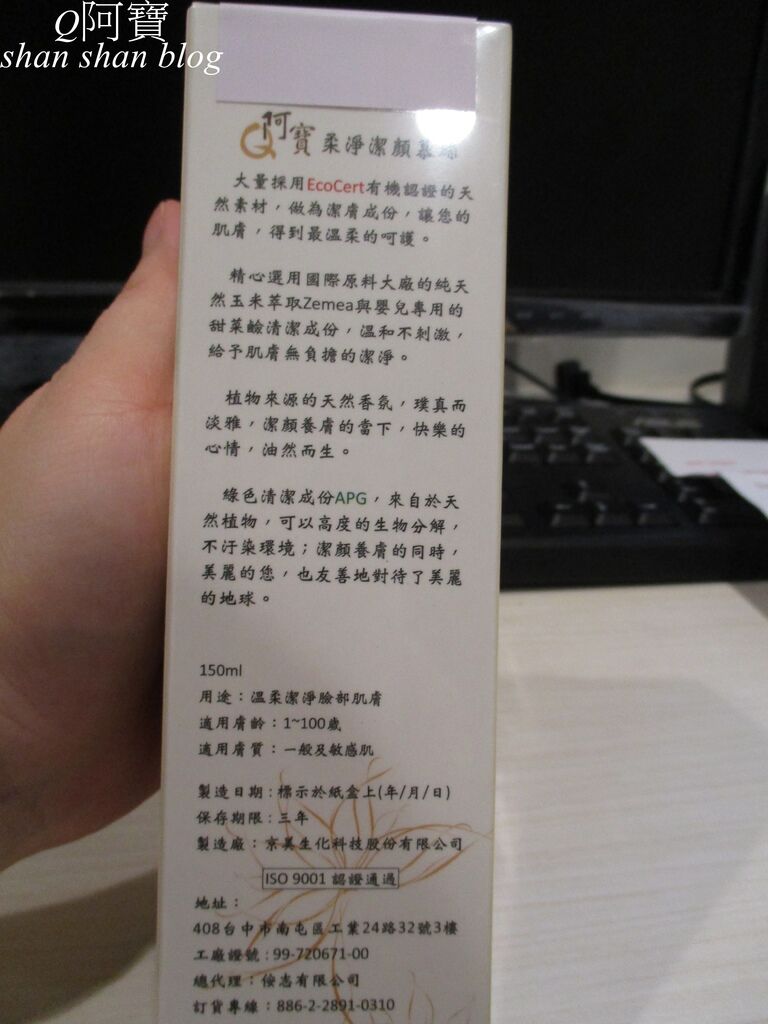 Q阿寶
shan shan blog
Q阿寶 柔淨潔顏慕絲
大量採用EcoCert有機認證的天
然素材，做為潔膚成份，讓您的
肌膚，得到最溫柔的呵護。
精心選用國際原料大廠的純天
然玉米萃取Zemea與嬰兒專用的
甜菜鹼清潔成份，溫和不刺激，
給予肌膚無負擔的潔淨。
植物來源的天然香氛，璞真而
淡雅，潔顏養膚的當下，快樂的
心情，油然而生。
綠色清潔成份APG，來自於天
然植物，可以高度的生物分解，
不汙染環境；潔顏養膚的同時，
美麗的您，也友善地對待了美麗
的地球。
150ml
用途：溫柔潔淨臉部肌膚
適用膚齡：1~100歲
適用膚質：一般及敏感肌
製造日期：標示於紙盒上(年/月/日)
保存期限：三年
製造廠：京美生化科技股份有限公司
ISO 9001 認證通過
地址：
408台中市南屯區工業24路32號3樓
工廠證號：99-720671-00
總代理：侒志有限公司
訂貨專線：886-2-2891-0310